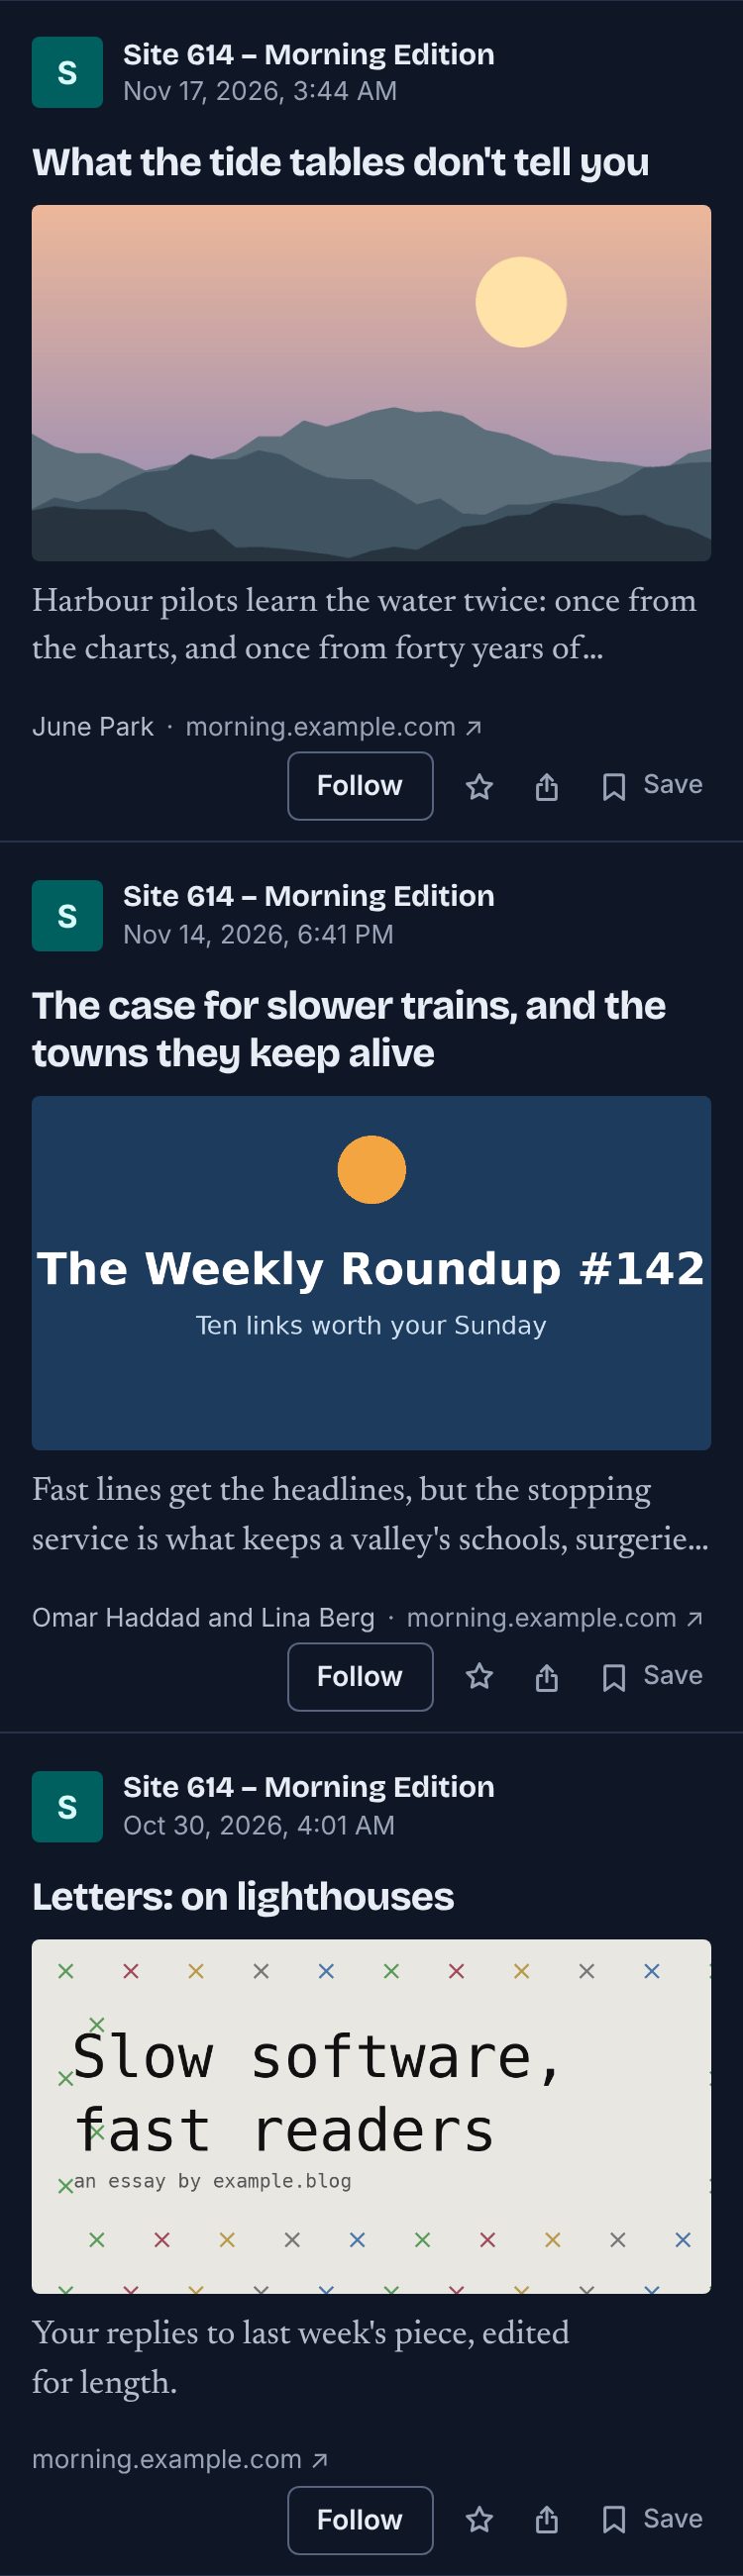 S
Site 614 – Morning Edition
Nov 17, 2026, 3:44 AM
What the tide tables don't tell you
Harbour pilots learn the water twice: once from
the charts, and once from forty years of…
June Park · morning.example.com ↗
Follow
Save
S
Site 614 – Morning Edition
Nov 14, 2026, 6:41 PM
The case for slower trains, and the
towns they keep alive
The Weekly Roundup #142
Ten links worth your Sunday
Fast lines get the headlines, but the stopping
service is what keeps a valley's schools, surgerie…
Omar Haddad and Lina Berg · morning.example.com ↗
Follow
Save
S
Site 614 – Morning Edition
Oct 30, 2026, 4:01 AM
Letters: on lighthouses
Slow software,
fast readers
an essay by example.blog
Your replies to last week's piece, edited
for length.
morning.example.com ↗
Follow
Save